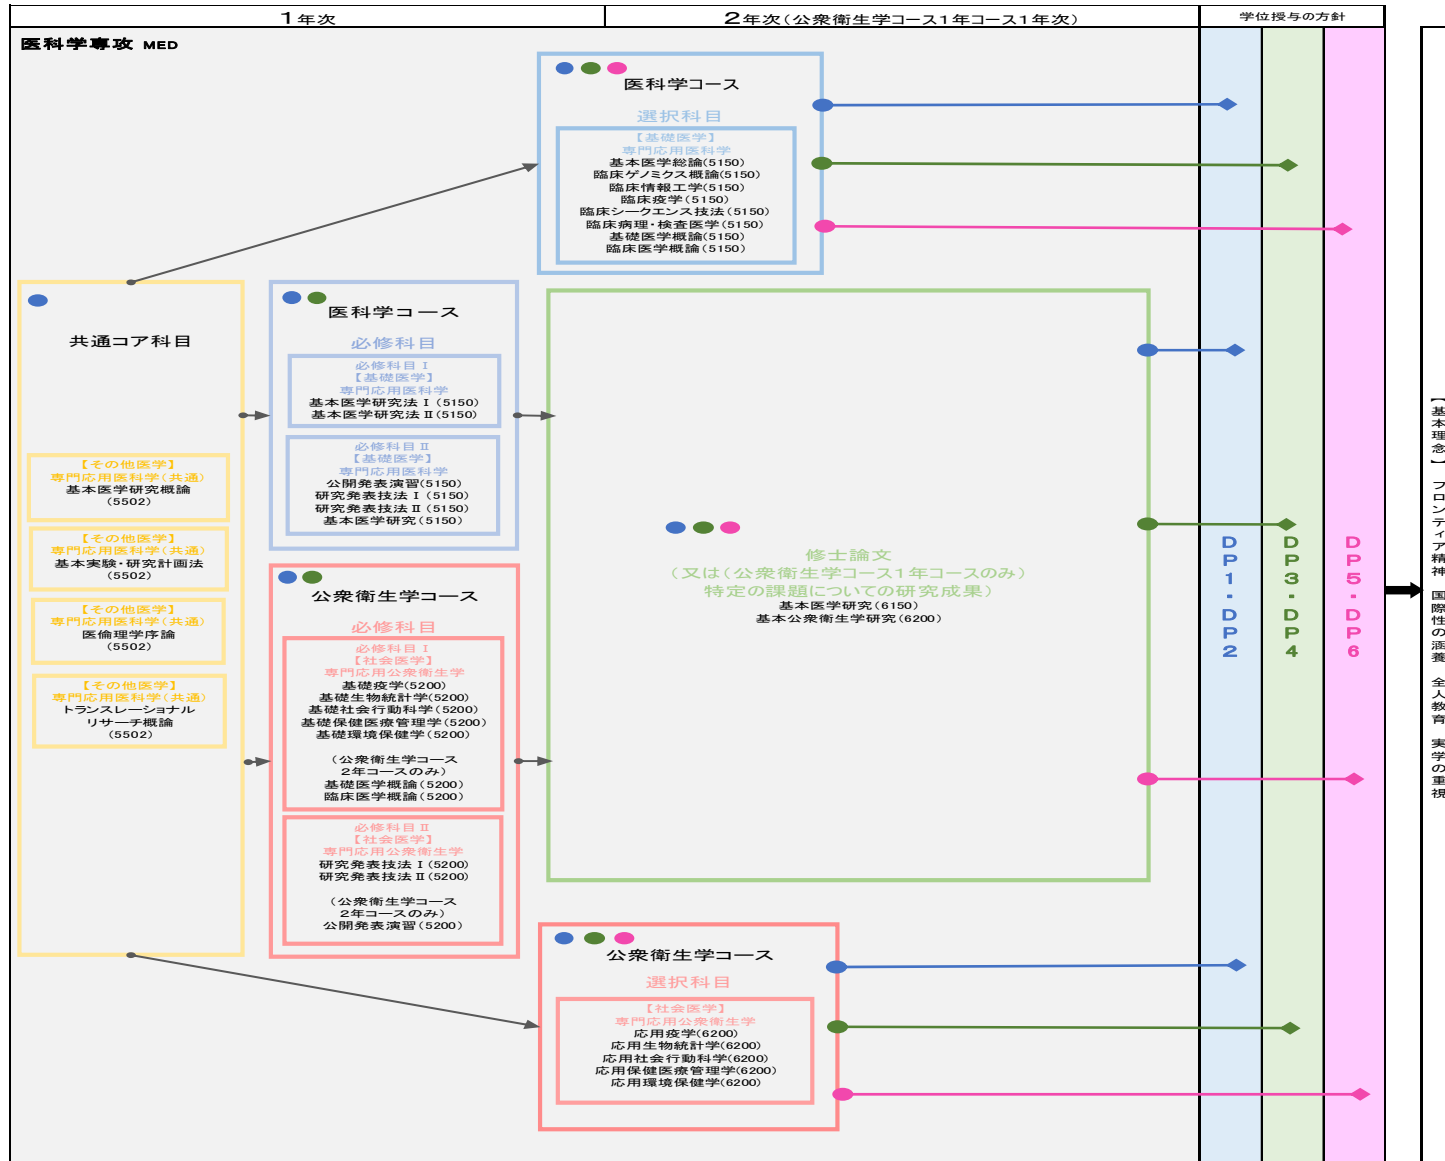 1年次
2年次(公衆衛生学コース1年コース1年次)
学位授与の方針
医科学専攻 MED
医科学コース
選択科目
【基礎医学】
専門応用医科学
基本医学総論(5150)
臨床ゲノミクス概論(5150)
臨床情報工学(5150)
臨床疫学(5150)
臨床シークエンス技法(5150)
臨床病理・検査医学(5150)
基礎医学概論(5150)
臨床医学概論(5150)
共通コア科目
【その他医学】
専門応用医科学(共通)
基本医学研究概論
(5502)
【その他医学】
専門応用医科学(共通)
基本実験・研究計画法
(5502)
【その他医学】
専門応用医科学(共通)
医倫理学序論
(5502)
【その他医学】
専門応用医科学(共通)
トランスレーショナル
リサーチ概論
(5502)
医科学コース
必修科目
必修科目Ⅰ
【基礎医学】
専門応用医科学
基本医学研究法Ⅰ(5150)
基本医学研究法Ⅱ(5150)
必修科目Ⅱ
【基礎医学】
専門応用医科学
公開発表演習(5150)
研究発表技法Ⅰ(5150)
研究発表技法Ⅱ(5150)
基本医学研究(5150)
公衆衛生学コース
必修科目
必修科目Ⅰ
【社会医学】
専門応用公衆衛生学
基礎疫学(5200)
基礎生物統計学(5200)
基礎社会行動科学(5200)
基礎保健医療管理学(5200)
基礎環境保健学(5200)
(公衆衛生学コース
2年コースのみ)
基礎医学概論(5200)
臨床医学概論(5200)
必修科目Ⅱ
【社会医学】
専門応用公衆衛生学
研究発表技法Ⅰ(5200)
研究発表技法Ⅱ(5200)
(公衆衛生学コース
2年コースのみ)
公開発表演習(5200)
修士論文
(又は(公衆衛生学コース1年コースのみ)
特定の課題についての研究成果)
基本医学研究(6150)
基本公衆衛生学研究(6200)
公衆衛生学コース
選択科目
【社会医学】
専門応用公衆衛生学
応用疫学(6200)
応用生物統計学(6200)
応用社会行動科学(6200)
応用保健医療管理学(6200)
応用環境保健学(6200)
DP1・DP2
DP3・DP4
DP5・DP6
【基本理念】 フロンティア精神 国際性の涵養 全人教育 実学の重視